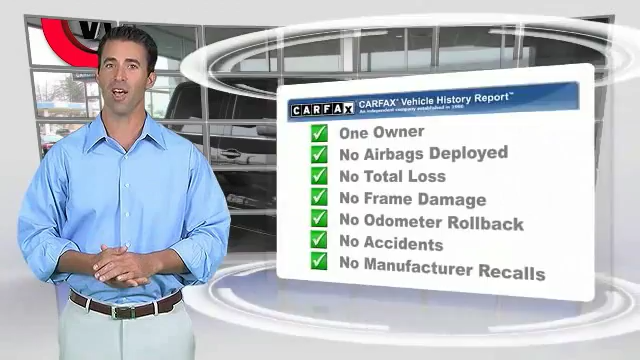 CARFAX
CARFAX Vehicle History Report™
An independent company established in 1986
One Owner
No Airbags Deployed
No Total Loss
No Frame Damage
No Odometer Rollback
No Accidents
No Manufacturer Recalls